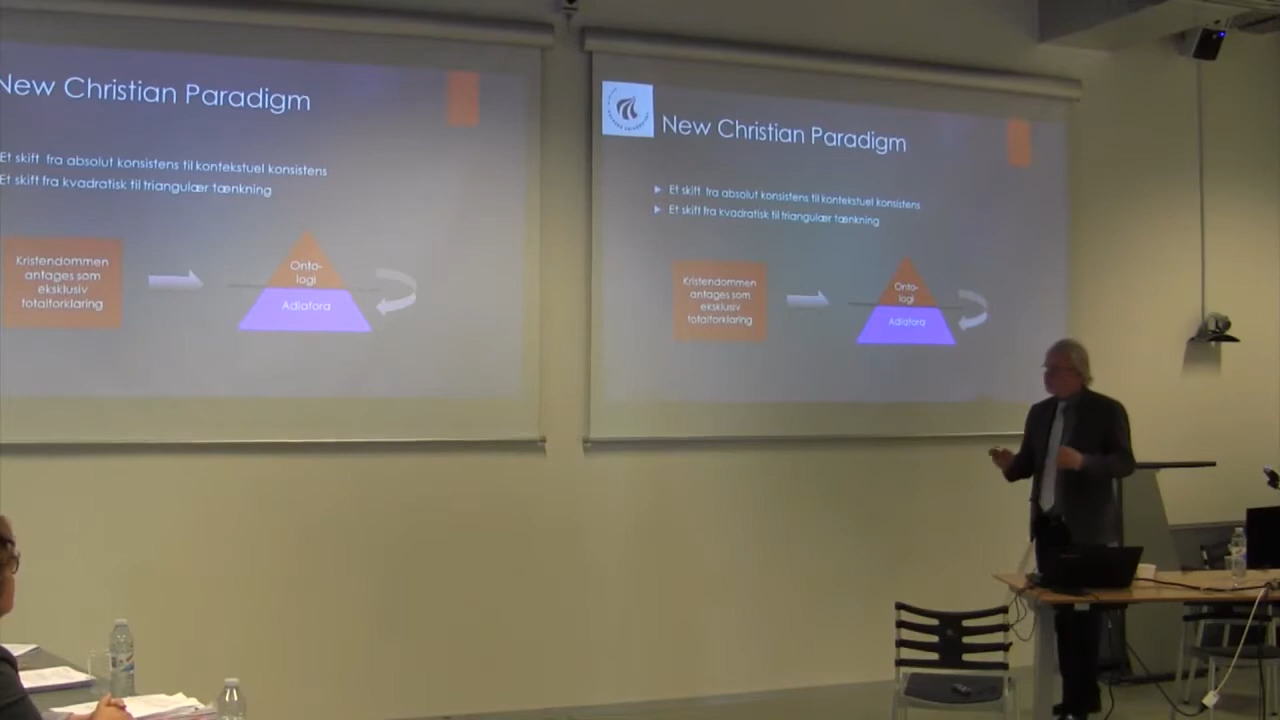 New Christian Paradigm
Et skift fra absolut konsistens til kontekstuel konsistens
Et skift fra kvadratisk til triangulær tænkning
Kristendommen
antages som
eksklusiv
totalforklaring
Onto-
logi
Adiafora
New Christian Paradigm
Et skift fra absolut konsistens til kontekstuel konsistens
Et skift fra kvadratisk til triangulær tænkning
Kristendommen
antages som
eksklusiv
totalforklaring
Onto-
logi
Adiafora